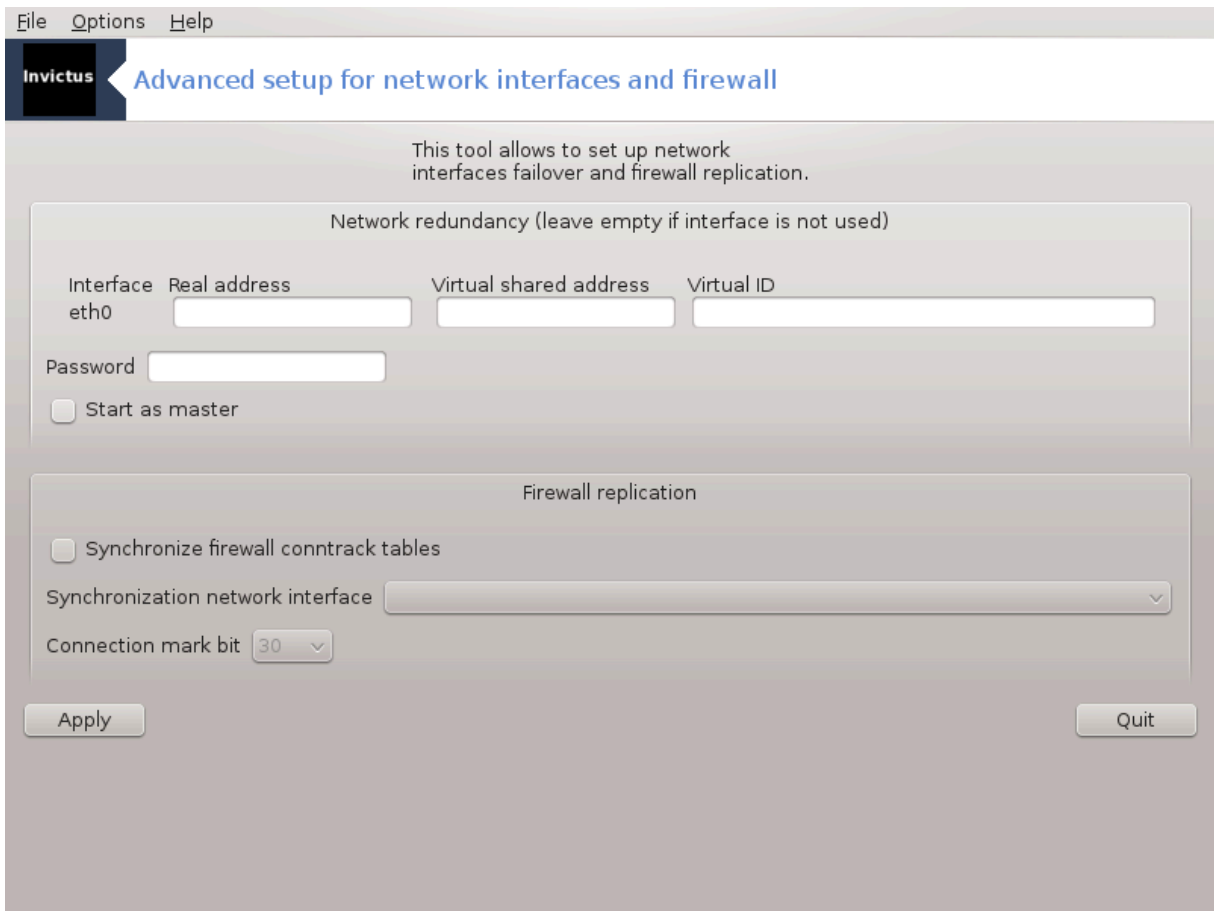 File Options Help
Invictus
Advanced setup for network interfaces and firewall
This tool allows to set up network
interfaces failover and firewall replication.
Network redundancy (leave empty if interface is not used)
Interface Real address Virtual shared address Virtual ID
eth0
Password
Start as master
Firewall replication
Synchronize firewall conntrack tables
Synchronization network interface
Connection mark bit 30
Apply Quit